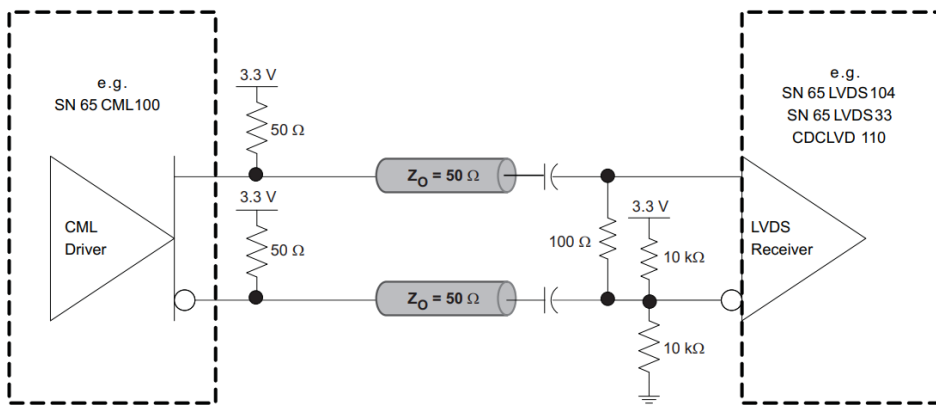 e.g.
SN 65 CML100
3.3 V
50 Ω
3.3 V
50 Ω
CML
Driver
Z_O = 50 Ω
Z_O = 50 Ω
100 Ω
3.3 V
10 kΩ
10 kΩ
e.g.
SN 65 LVDS104
SN 65 LVDS33
CDCLVD 110
LVDS
Receiver